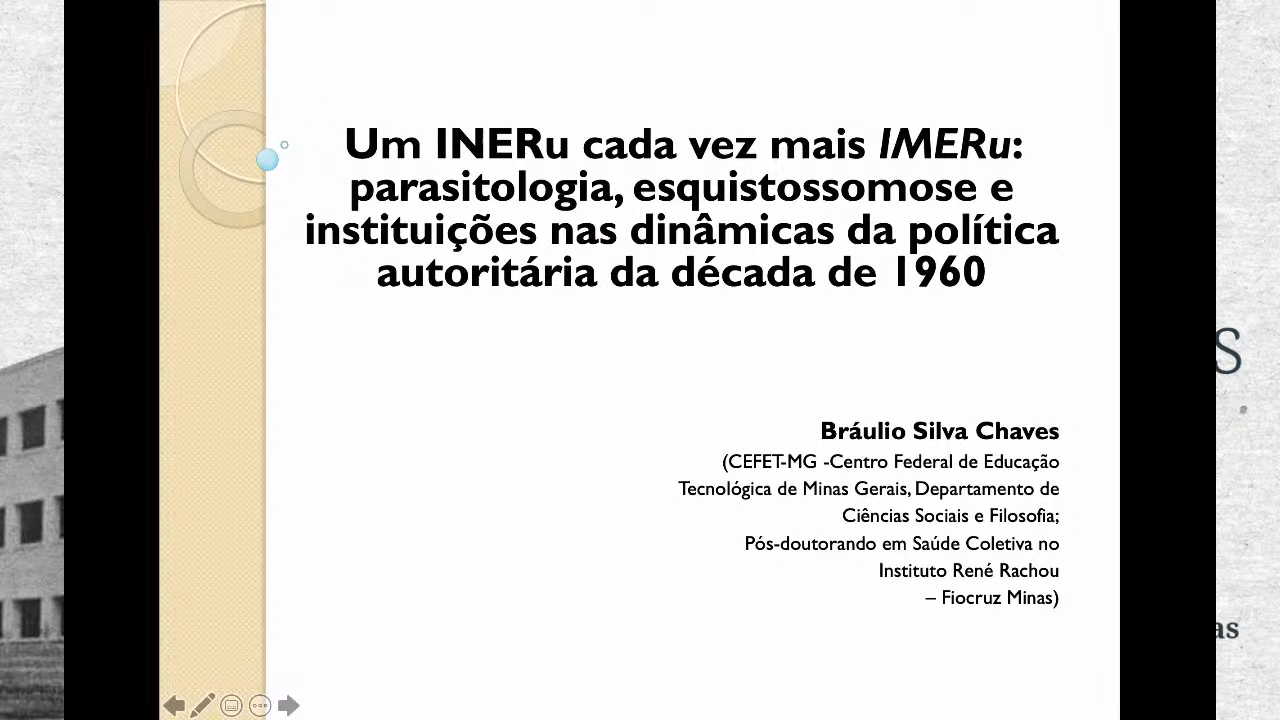 Um INERu cada vez mais IMERu:
parasitologia, esquistossomose e
instituições nas dinâmicas da política
autoritária da década de 1960
Bráulio Silva Chaves
(CEFET-MG -Centro Federal de Educação
Tecnológica de Minas Gerais, Departamento de
Ciências Sociais e Filosofia;
Pós-doutorando em Saúde Coletiva no
Instituto René Rachou
– Fiocruz Minas)
S
as